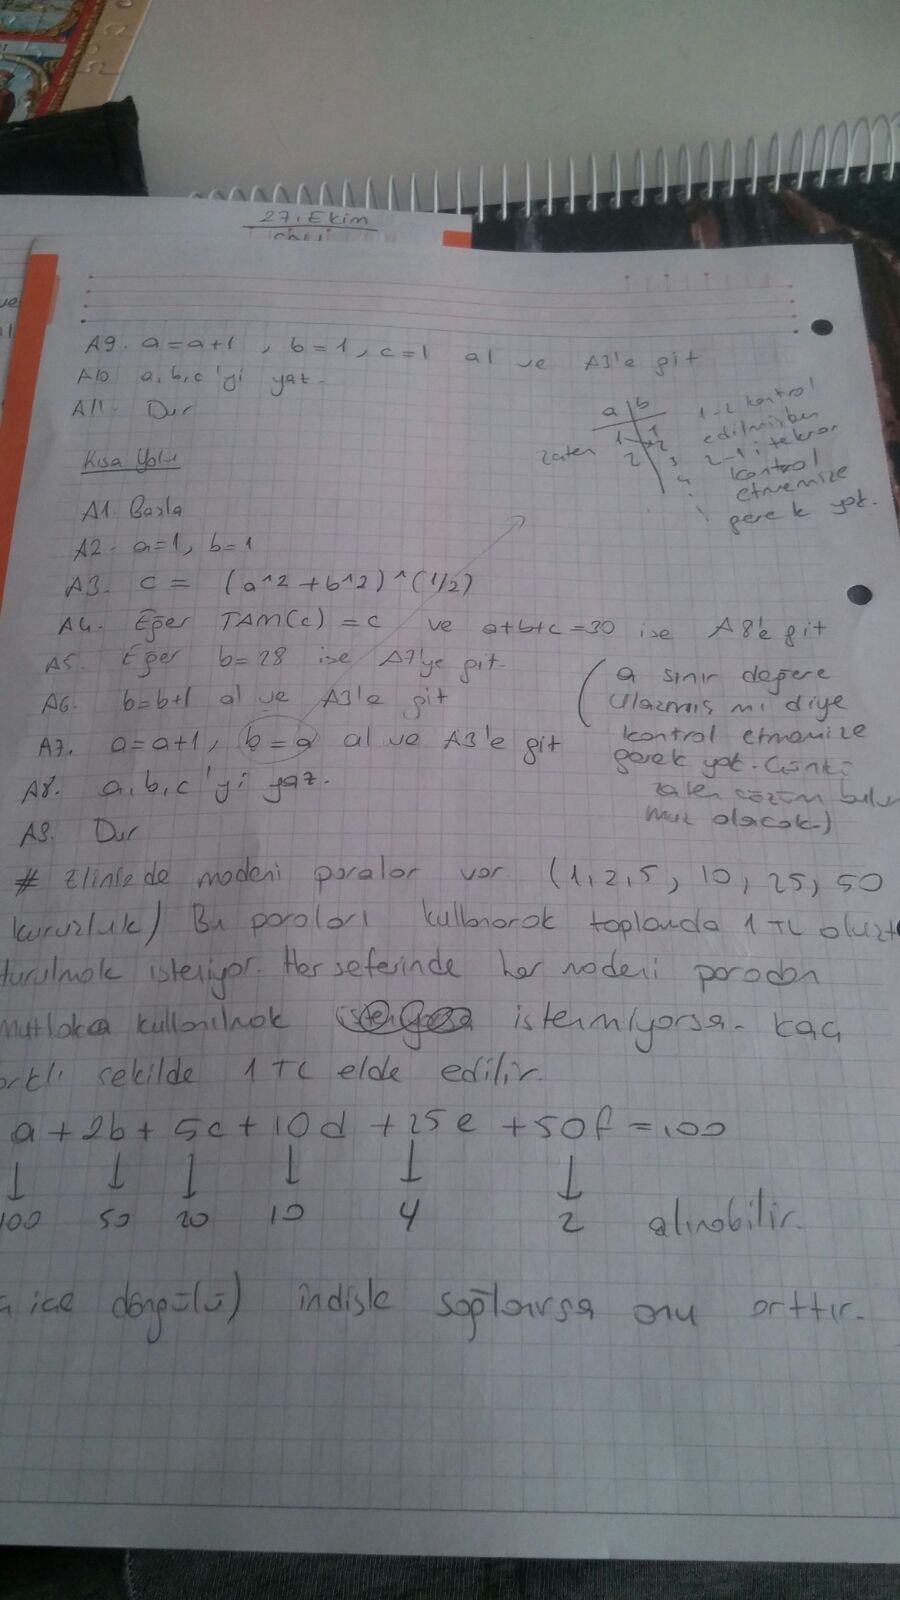 27. Ekim
A9. a=a+1, b=1, c=1 al ve A3'e git
A10. a,b,c'yi yaz.
A11. Dur
Kısa Yolu
a | b
1 1
1 2
2 3
4
zaten 1-2 kontrol
edilmişken
2-1'i tekrar
kontrol
etmemize
gerek yok.
A1. Başla
A2. a=1, b=1
A3. c = (a^2 + b^2)^(1/2)
A4. Eğer TAM(c) = c ve a+b+c=30 ise A8'e git
A5. Eğer b=28 ise A7'ye git.
A6. b=b+1 al ve A3'e git
A7. a=a+1, b=a al ve A3'e git
A8. a,b,c'yi yaz.
A9. Dur
(a sınır değere
ulaşmış mı diye
kontrol etmemize
gerek yok. Çünkü
zaten çözüm bulun
muş olacak.)
# Elinizde madeni paralar var (1,2,5, 10, 25, 50
kuruşluk) Bu paraları kullanarak toplamda 1 TL oluş
turulmak isteniyor. Her seferinde her madeni paradan
mutlaka kullanılmak istenmiyorsa. kaç
farklı şekilde 1 TL elde edilir.
a + 2b + 5c + 10d + 25e + 50f = 100
100 50 20 10 4 2 alınabilir.
içe döngülü) indisle sağlanırsa onu arttır.